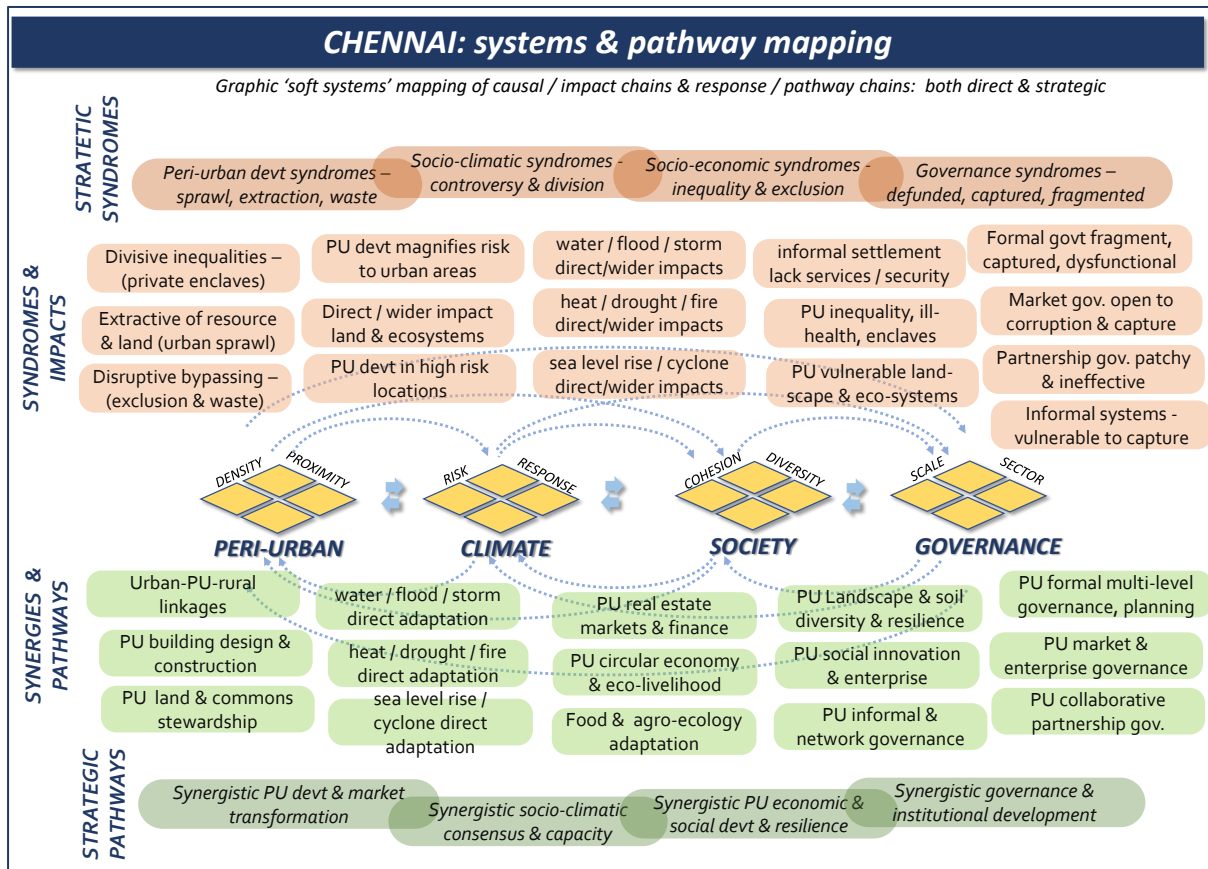 CHENNAI: systems & pathway mapping
Graphic 'soft systems' mapping of causal / impact chains & response / pathway chains: both direct & strategic
STRATETIC
SYNDROMES
Peri-urban devt syndromes –
sprawl, extraction, waste
Socio-climatic syndromes -
controversy & division
Socio-economic syndromes -
inequality & exclusion
Governance syndromes –
defunded, captured, fragmented
SYNDROMES &
IMPACTS
Divisive inequalities –
(private enclaves)
Extractive of resource
& land (urban sprawl)
Disruptive bypassing –
(exclusion & waste)
PU devt magnifies risk
to urban areas
Direct / wider impact
land & ecosystems
PU devt in high risk
locations
water / flood / storm
direct/wider impacts
heat / drought / fire
direct/wider impacts
sea level rise / cyclone
direct/wider impacts
informal settlement
lack services / security
PU inequality, ill-
health, enclaves
PU vulnerable land-
scape & eco-systems
Formal govt fragment,
captured, dysfunctional
Market gov. open to
corruption & capture
Partnership gov. patchy
& ineffective
Informal systems -
vulnerable to capture
DENSITY
PROXIMITY
PERI-URBAN
RISK
RESPONSE
CLIMATE
COHESION
DIVERSITY
SOCIETY
SCALE
SECTOR
GOVERNANCE
SYNERGIES &
PATHWAYS
Urban-PU-rural
linkages
PU building design &
construction
PU land & commons
stewardship
water / flood / storm
direct adaptation
heat / drought / fire
direct adaptation
sea level rise /
cyclone direct
adaptation
PU real estate
markets & finance
PU circular economy
& eco-livelihood
Food & agro-ecology
adaptation
PU Landscape & soil
diversity & resilience
PU social innovation
& enterprise
PU informal &
network governance
PU formal multi-level
governance, planning
PU market &
enterprise governance
PU collaborative
partnership gov.
STRATEGIC
PATHWAYS
Synergistic PU devt & market
transformation
Synergistic socio-climatic
consensus & capacity
Synergistic PU economic &
social devt & resilience
Synergistic governance &
institutional development